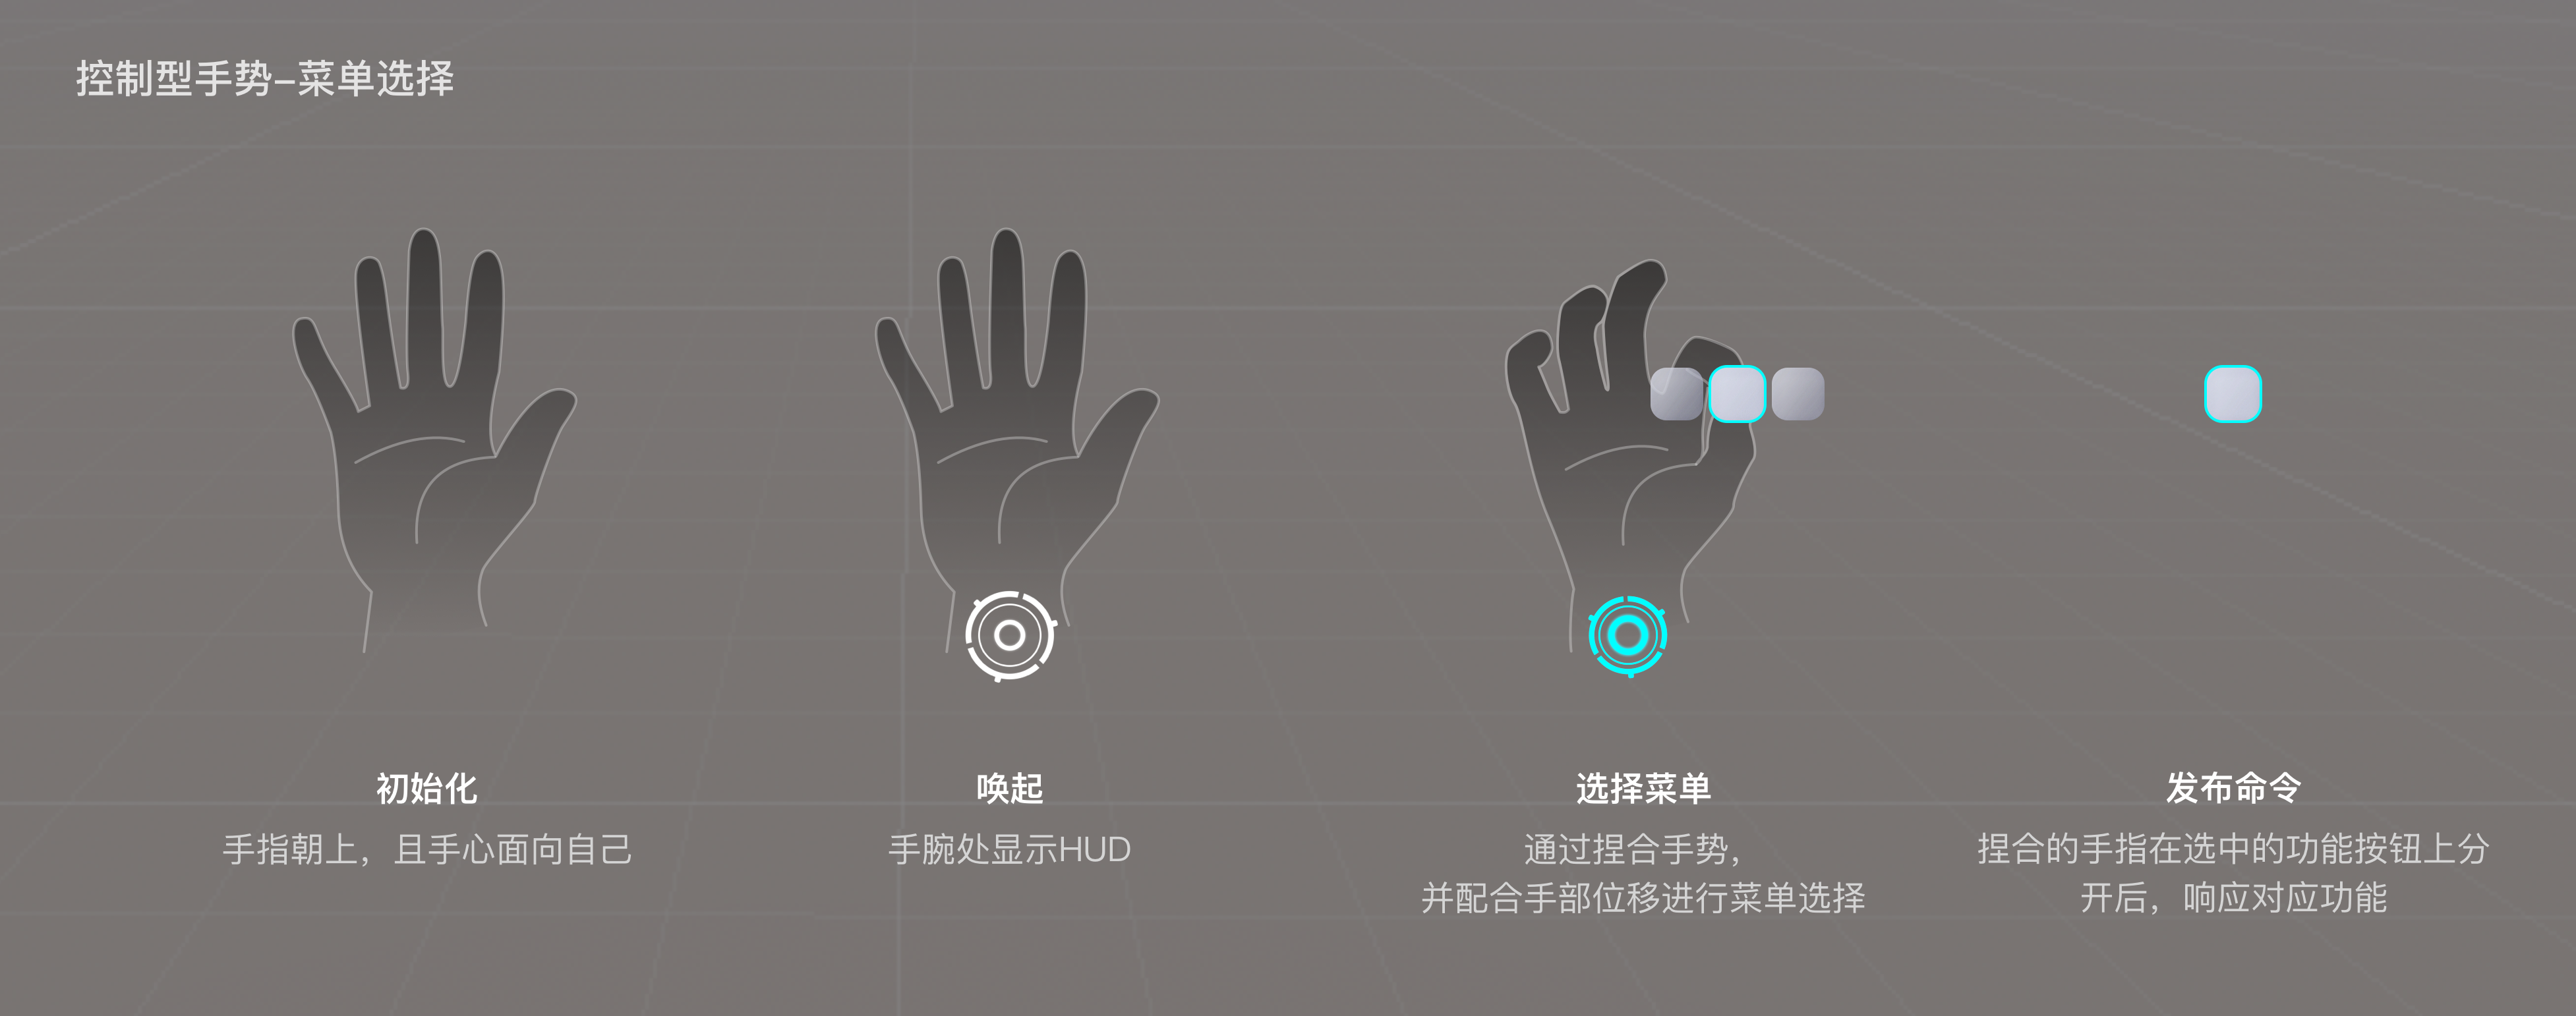 控制型手势–菜单选择
初始化
手指朝上，且手心面向自己
唤起
手腕处显示HUD
选择菜单
通过捏合手势，
并配合手部位移进行菜单选择
发布命令
捏合的手指在选中的功能按钮上分
开后，响应对应功能